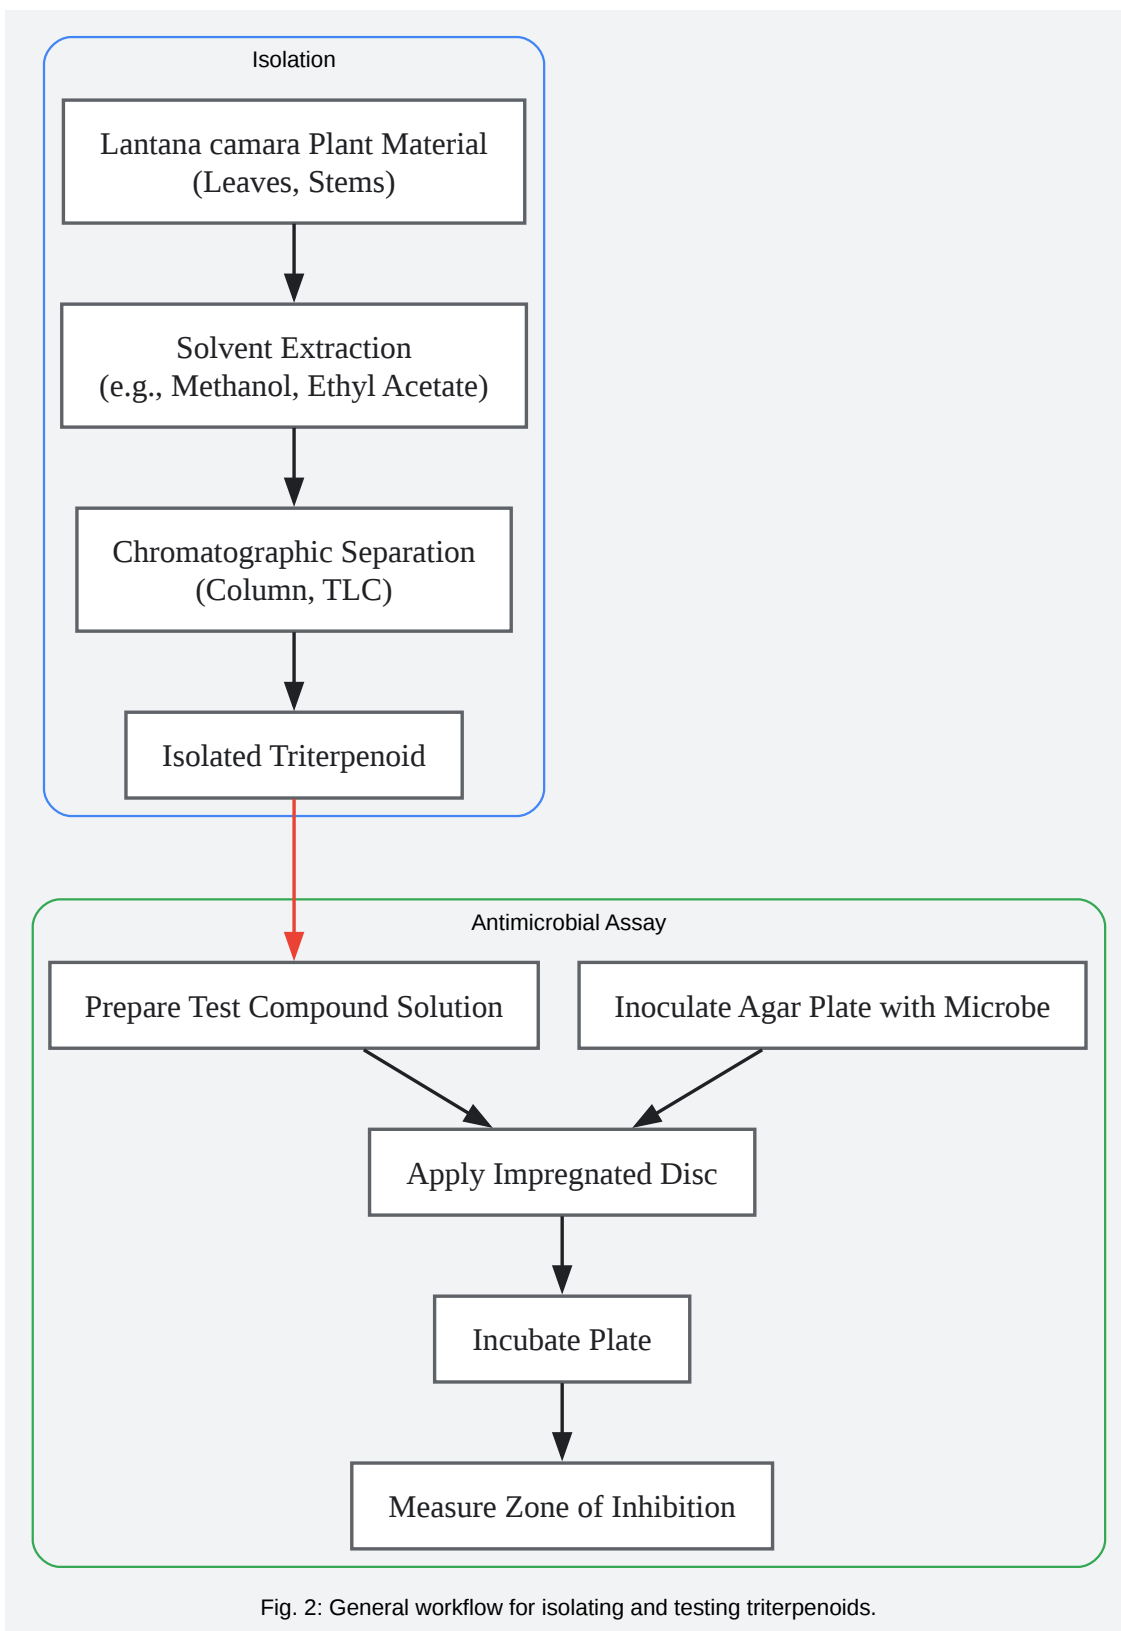 Isolation
Lantana camara Plant Material
(Leaves, Stems)
Solvent Extraction
(e.g., Methanol, Ethyl Acetate)
Chromatographic Separation
(Column, TLC)
Isolated Triterpenoid
Antimicrobial Assay
Prepare Test Compound Solution
Inoculate Agar Plate with Microbe
Apply Impregnated Disc
Incubate Plate
Measure Zone of Inhibition
Fig. 2: General workflow for isolating and testing triterpenoids.